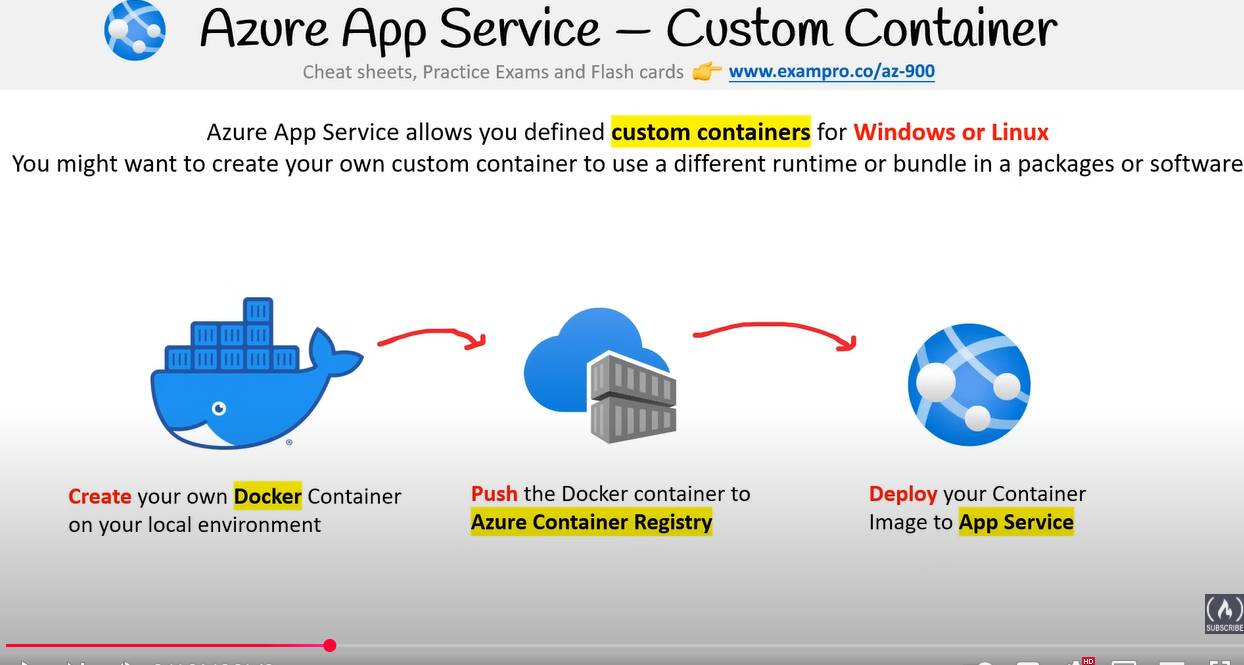 Azure App Service – Custom Container
Cheat sheets, Practice Exams and Flash cards 👉 www.exampro.co/az-900
Azure App Service allows you defined custom containers for Windows or Linux
You might want to create your own custom container to use a different runtime or bundle in a packages or software
Create your own Docker Container
on your local environment
Push the Docker container to
Azure Container Registry
Deploy your Container
Image to App Service
SUBSCRIBE
HD